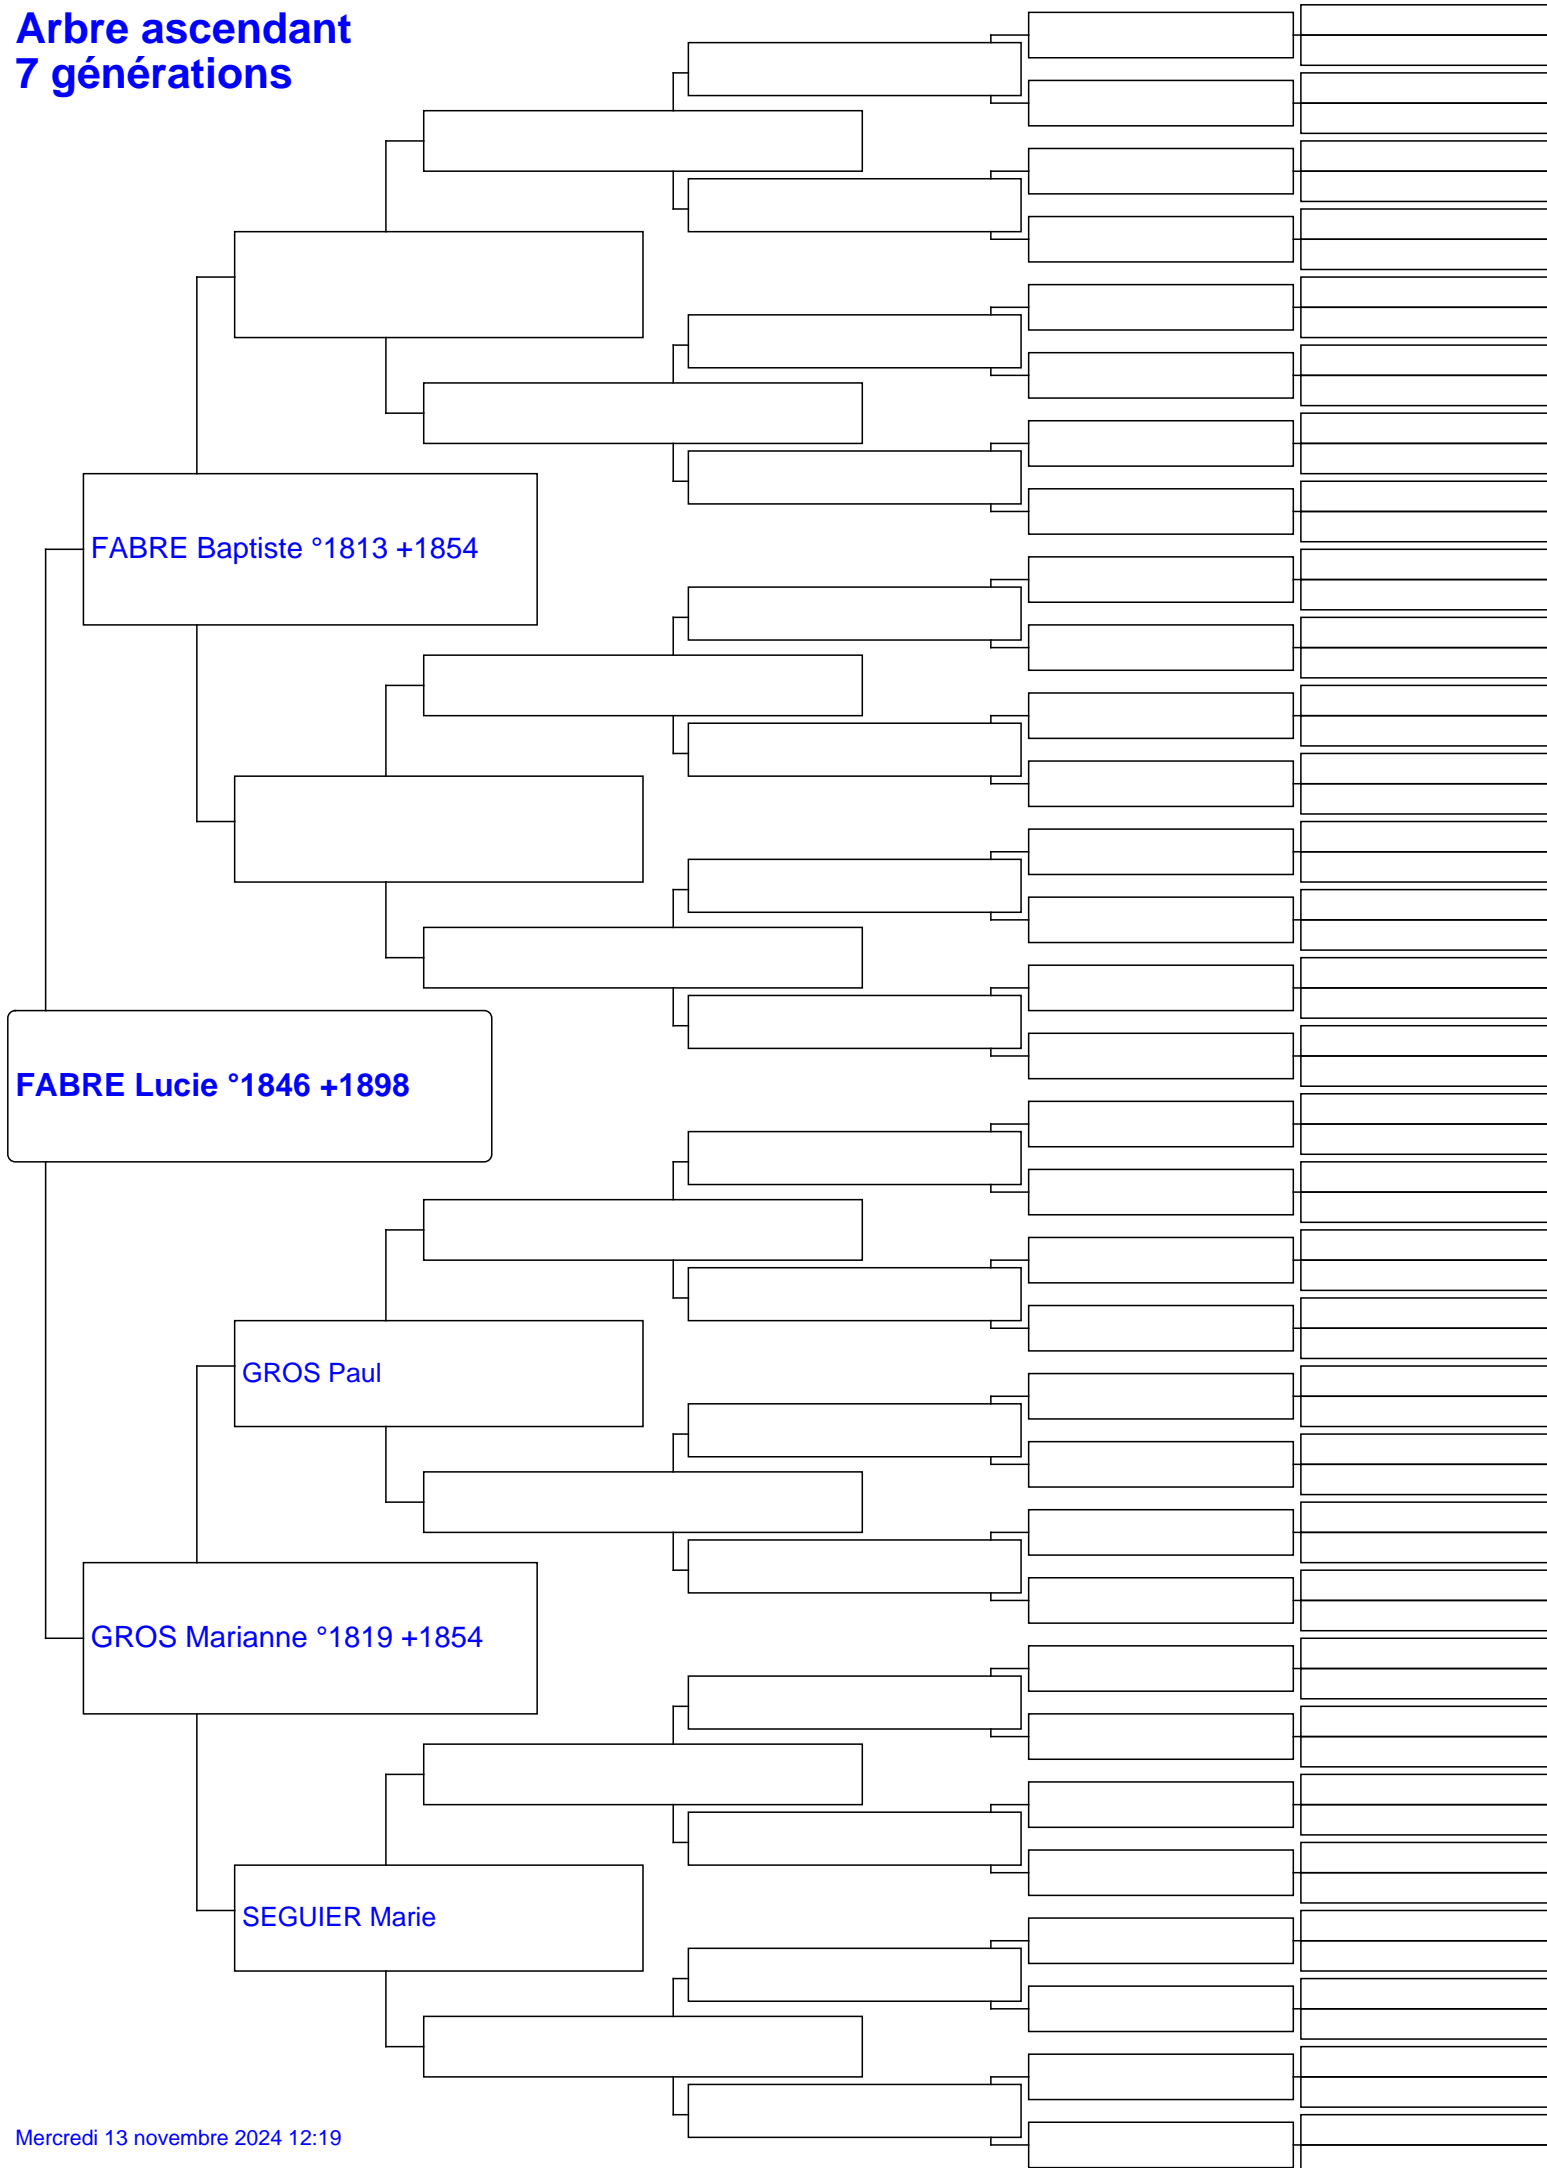 Arbre ascendant
7 générations
FABRE Baptiste °1813 +1854
FABRE Lucie °1846 +1898
GROS Paul
GROS Marianne °1819 +1854
SEGUIER Marie
Mercredi 13 novembre 2024 12:19